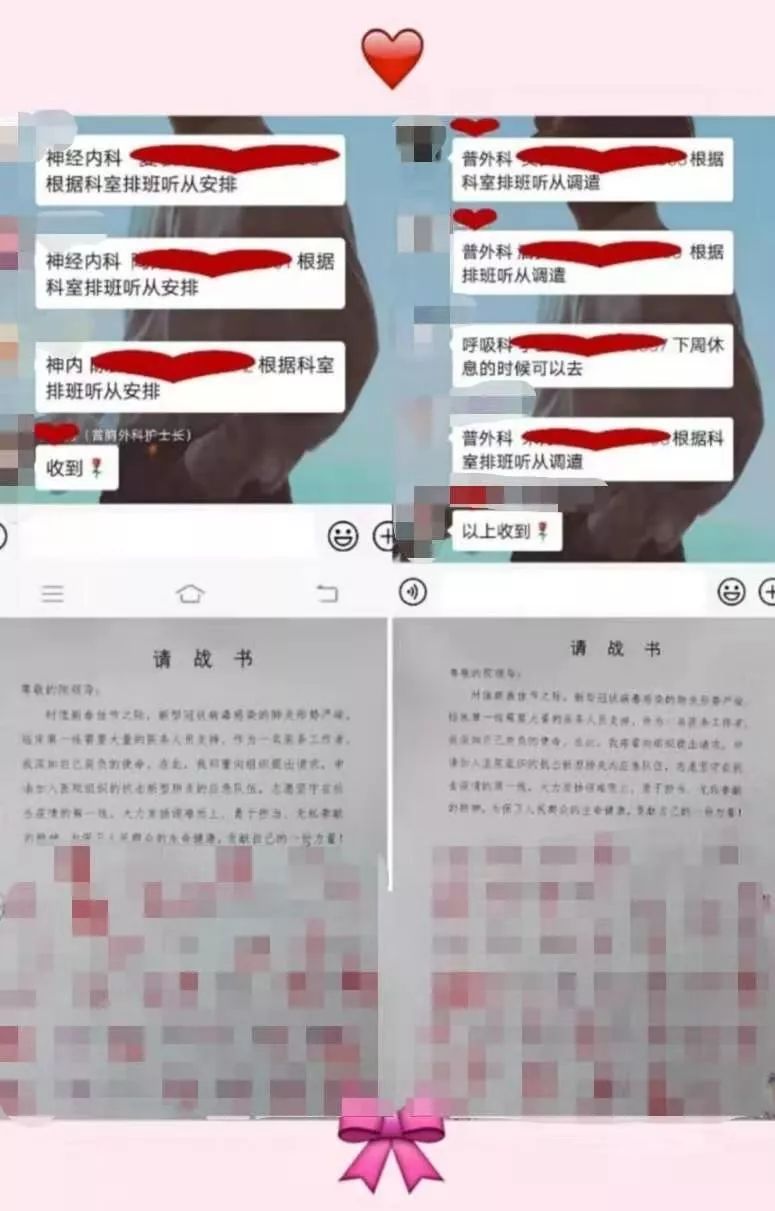 神经内科
根据科室排班听从安排
神经内科 根据
科室排班听从安排
神内 根据科室
排班听从安排
(普胸外科护士长)
收到
普外科 根据
科室排班听从调遣
普外科 根据
排班听从调遣
呼吸科 下周休
息的时候可以去
普外科 根据科
室排班听从调遣
以上收到
请 战 书
尊敬的院领导:
时值新春佳节之际,新型冠状病毒感染的肺炎形势严峻,
临床第一线需要大量的医务人员支持,作为一名医务工作者,
我深知自己肩负的使命。在此,我郑重向组织提出请求,申
请加入医院组织的抗击新型肺炎的应急队伍。志愿坚守在抗
击疫情的第一线。大力发扬迎难而上、勇于担当、无私奉献
的精神,为保卫人民群众的生命健康,贡献自己的一份力量!
请 战 书
尊敬的院领导:
时值新春佳节之际,新型冠状病毒感染的肺炎形势严峻,
临床第一线需要大量的医务人员支持,作为一名医务工作者,
我深知自己肩负的使命。在此,我郑重向组织提出请求,申
请加入医院组织的抗击新型肺炎的应急队伍。志愿坚守在抗
击疫情的第一线。大力发扬迎难而上、勇于担当、无私奉献
的精神,为保卫人民群众的生命健康,贡献自己的一份力量!